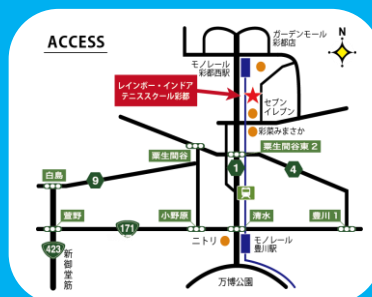 ACCESS
N
ガーデンモール
彩都店
モノレール
彩都西駅
レインボー・インドア
テニススクール彩都
セブン
イレブン
彩菜みまさか
粟生間谷
粟生間谷東2
白島
9
1
4
萱野
171
小野原
清水
豊川1
423
新御堂筋
ニトリ
モノレール
豊川駅
万博公園